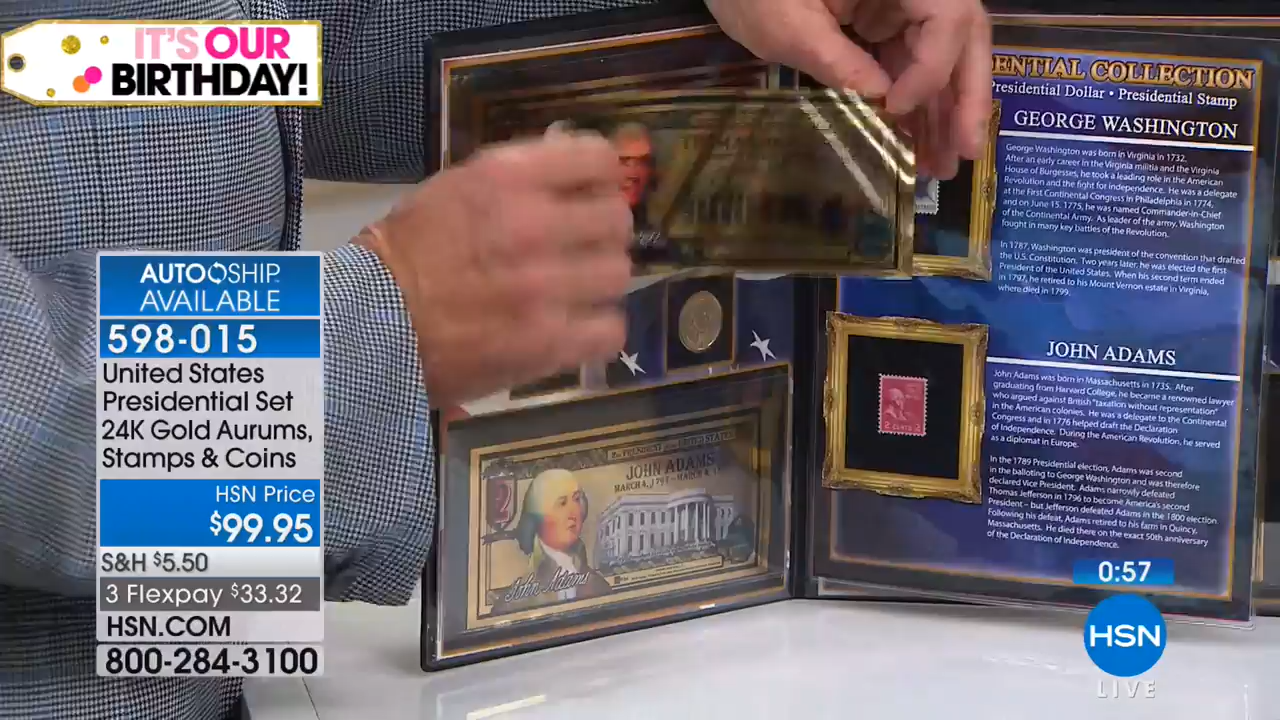 IT'S OUR
BIRTHDAY!
AUTO SHIP
AVAILABLE
598-015
United States
Presidential Set
24K Gold Aurums,
Stamps & Coins
HSN Price
$99.95
S&H $5.50
3 Flexpay $33.32
HSN.COM
800-284-3100
JOHN ADAMS
John Adams
2 CENTS 2
ENTIAL COLLECTION
Presidential Dollar • Presidential Stamp
GEORGE WASHINGTON
George Washington was born in Virginia in 1732.
After an early career in the Virginia militia and the Virginia
House of Burgesses, he took a leading role in the American
Revolution and the fight for independence. He was a delegate
at the First Continental Congress in Philadelphia in 1774,
and on June 15, 1775, he was named Commander-in-Chief
of the Continental Army. As leader of the army, Washington
fought in many key battles of the Revolution.
In 1787, Washington was president of the convention that drafted
the U.S. Constitution. Two years later, he was elected the first
President of the United States. When his second term ended
in 1797, he retired to his Mount Vernon estate in Virginia,
where died in 1799.
JOHN ADAMS
John Adams was born in Massachusetts in 1735. After
graduating from Harvard College, he became a renowned lawyer
who argued against British "taxation without representation"
in the American colonies. He was a delegate to the Continental
Congress and in 1776 helped draft the Declaration
of Independence. During the American Revolution, he served
as a diplomat in Europe.
In the 1789 Presidential election, Adams was second
in the balloting to George Washington and was therefore
declared Vice President. Adams narrowly defeated
Thomas Jefferson in 1796 to become America's second
President – but Jefferson defeated Adams in the 1800 election
Following his defeat, Adams retired to his farm in Quincy,
Massachusetts. He died there on the exact 50th anniversary
of the Declaration of Independence.
0:57
HSN
LIVE